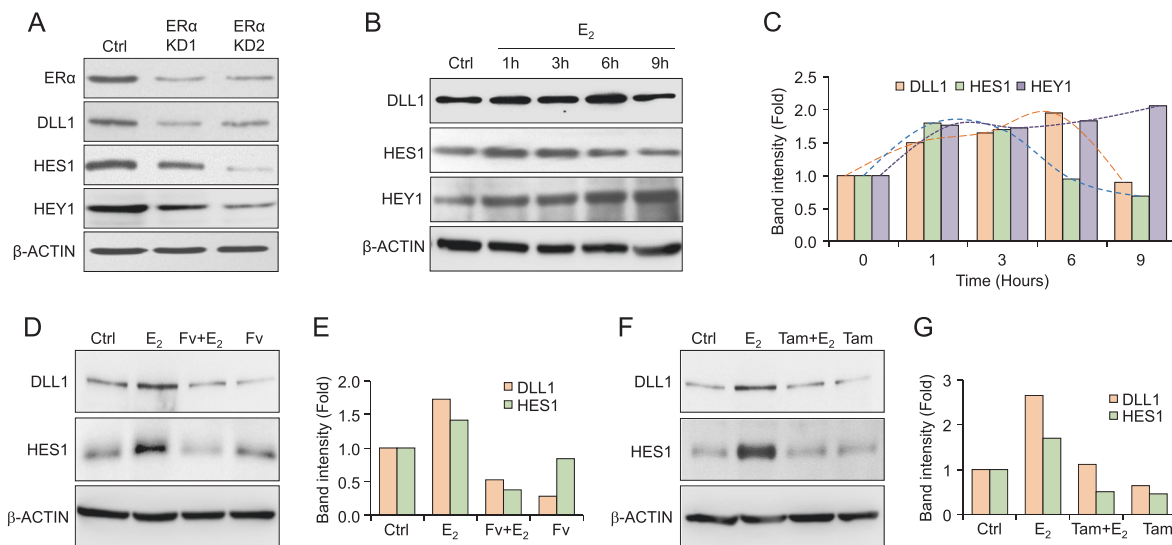 A
Ctrl
ERα
KD1
ERα
KD2
ERα
DLL1
HES1
HEY1
β-ACTIN
B
E₂
Ctrl 1h 3h 6h 9h
DLL1
HES1
HEY1
β-ACTIN
C
DLL1 HES1 HEY1
Band intensity (Fold)
2.5
2.0
1.5
1.0
0.5
0.0
0 1 3 6 9
Time (Hours)
D
Ctrl E₂ Fv+E₂ Fv
DLL1
HES1
β-ACTIN
E
DLL1
HES1
Band intensity (Fold)
2.0
1.5
1.0
0.5
0.0
Ctrl E₂ Fv+E₂ Fv
F
Ctrl E₂ Tam+E₂ Tam
DLL1
HES1
β-ACTIN
G
DLL1
HES1
Band intensity (Fold)
3
2
1
0
Ctrl E₂ Tam+E₂ Tam